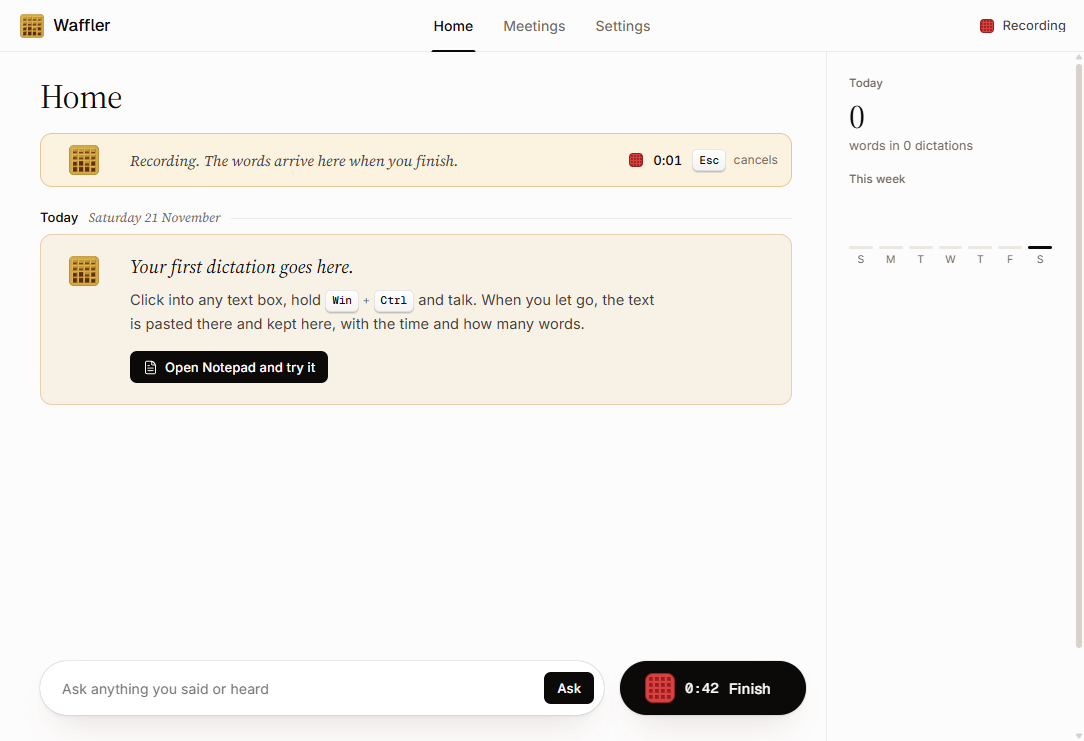 Waffler
Home Meetings Settings
Recording
Home
Recording. The words arrive here when you finish.
0:01 Esc cancels
Today Saturday 21 November
Your first dictation goes here.
Click into any text box, hold Win + Ctrl and talk. When you let go, the text
is pasted there and kept here, with the time and how many words.
Open Notepad and try it
Ask anything you said or heard
Ask
0:42 Finish
Today
0
words in 0 dictations
This week
S M T W T F S